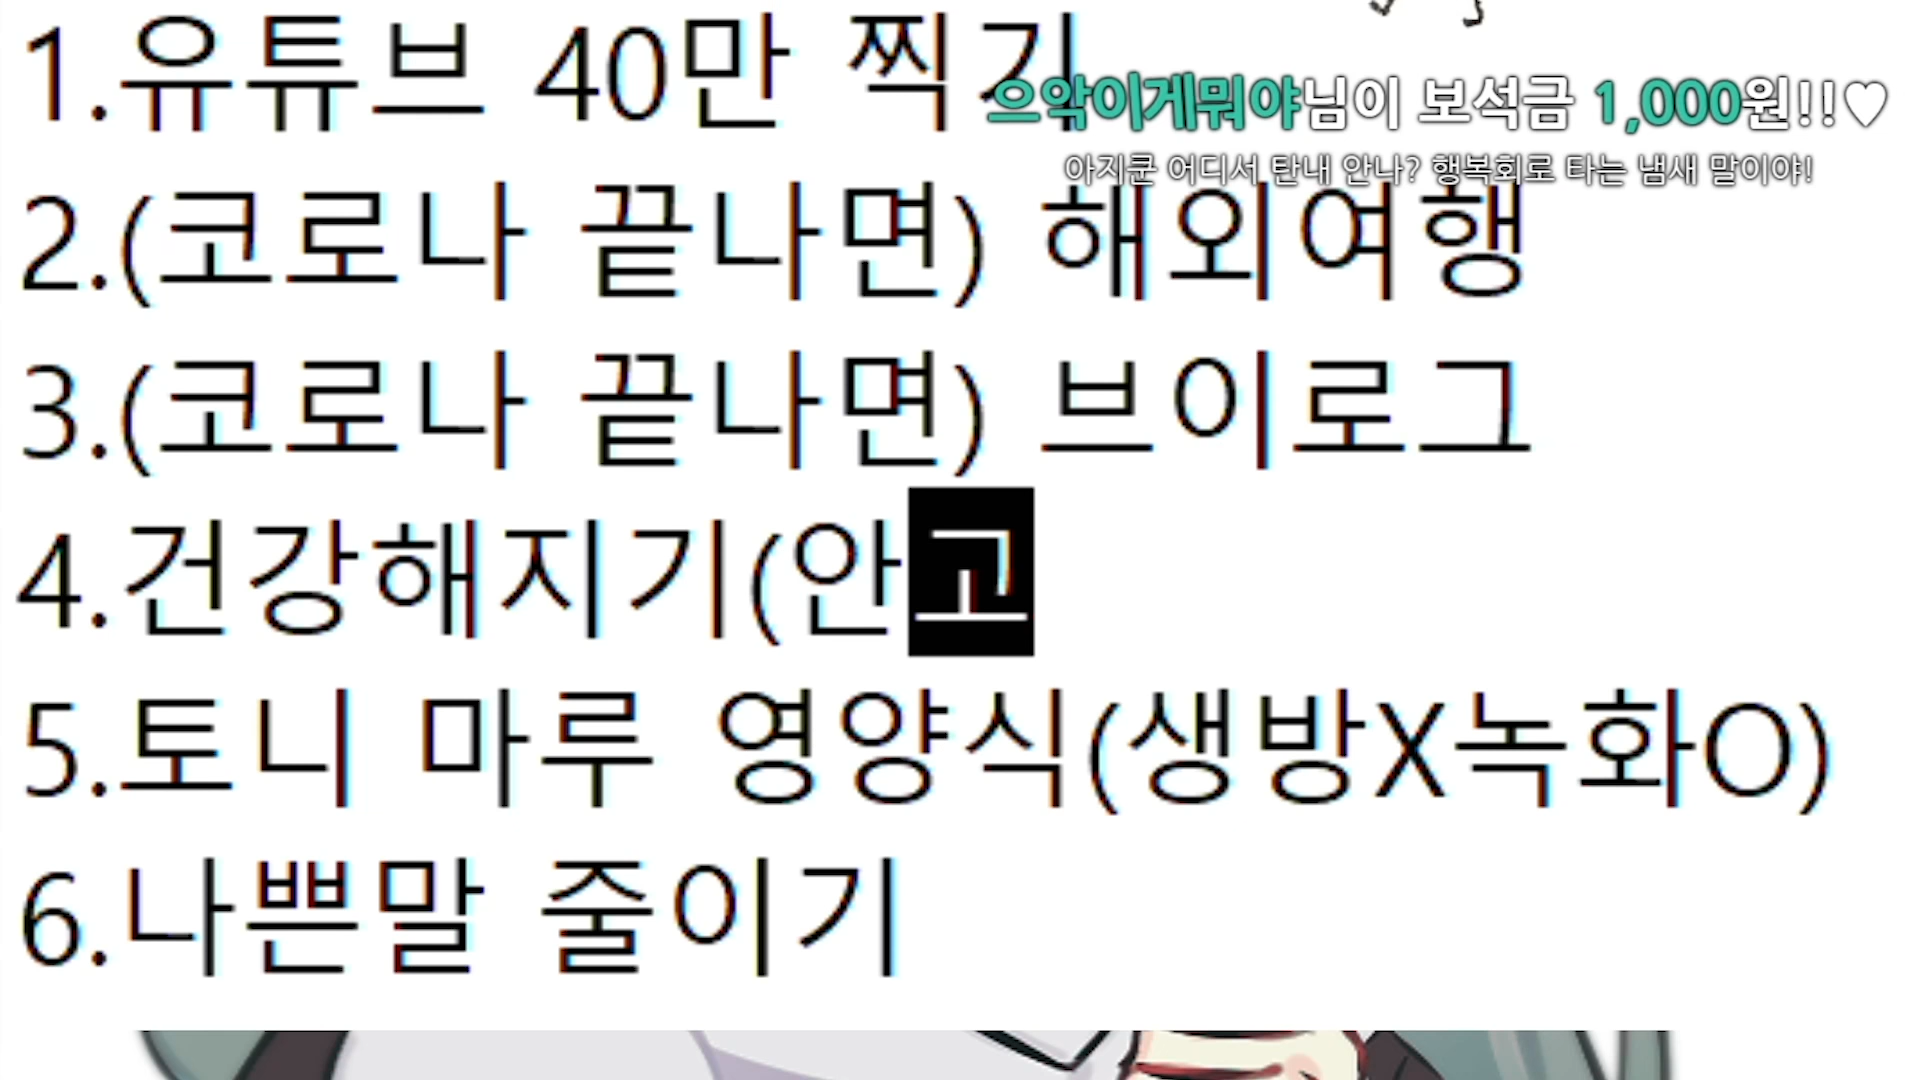 1.유튜브 40만 찍기
으악이게뭐야님이 보석금 1,000원!!♥
아지쿤 어디서 탄내 안나? 행복회로 타는 냄새 말이야!
2.(코로나 끝나면) 해외여행
3.(코로나 끝나면) 브이로그
4.건강해지기(안고
5.토니 마루 영양식(생방X녹화O)
6.나쁜말 줄이기